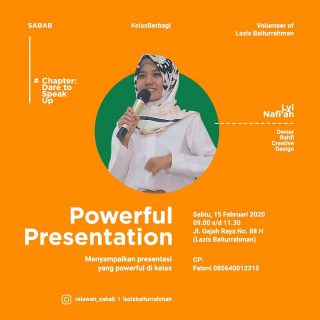 SABAB
KelasBerbagi
Volunteer of
Lazis Baiturrahman
# Chapter:
Dare to
Speak
Up
Lyl
Nafi'ah
Owner
Rahfi
Creative
Design
Powerful
Presentation
Menyampaikan presentasi
yang powerful di kelas
Sabtu, 15 Februari 2020
09.00 s/d 11.30
Jl. Gajah Raya No. 88 H
(Lazis Baiturrahman)
CP:
Fatoni 085640012315
relawan_sabab | lazisbaiturrahman